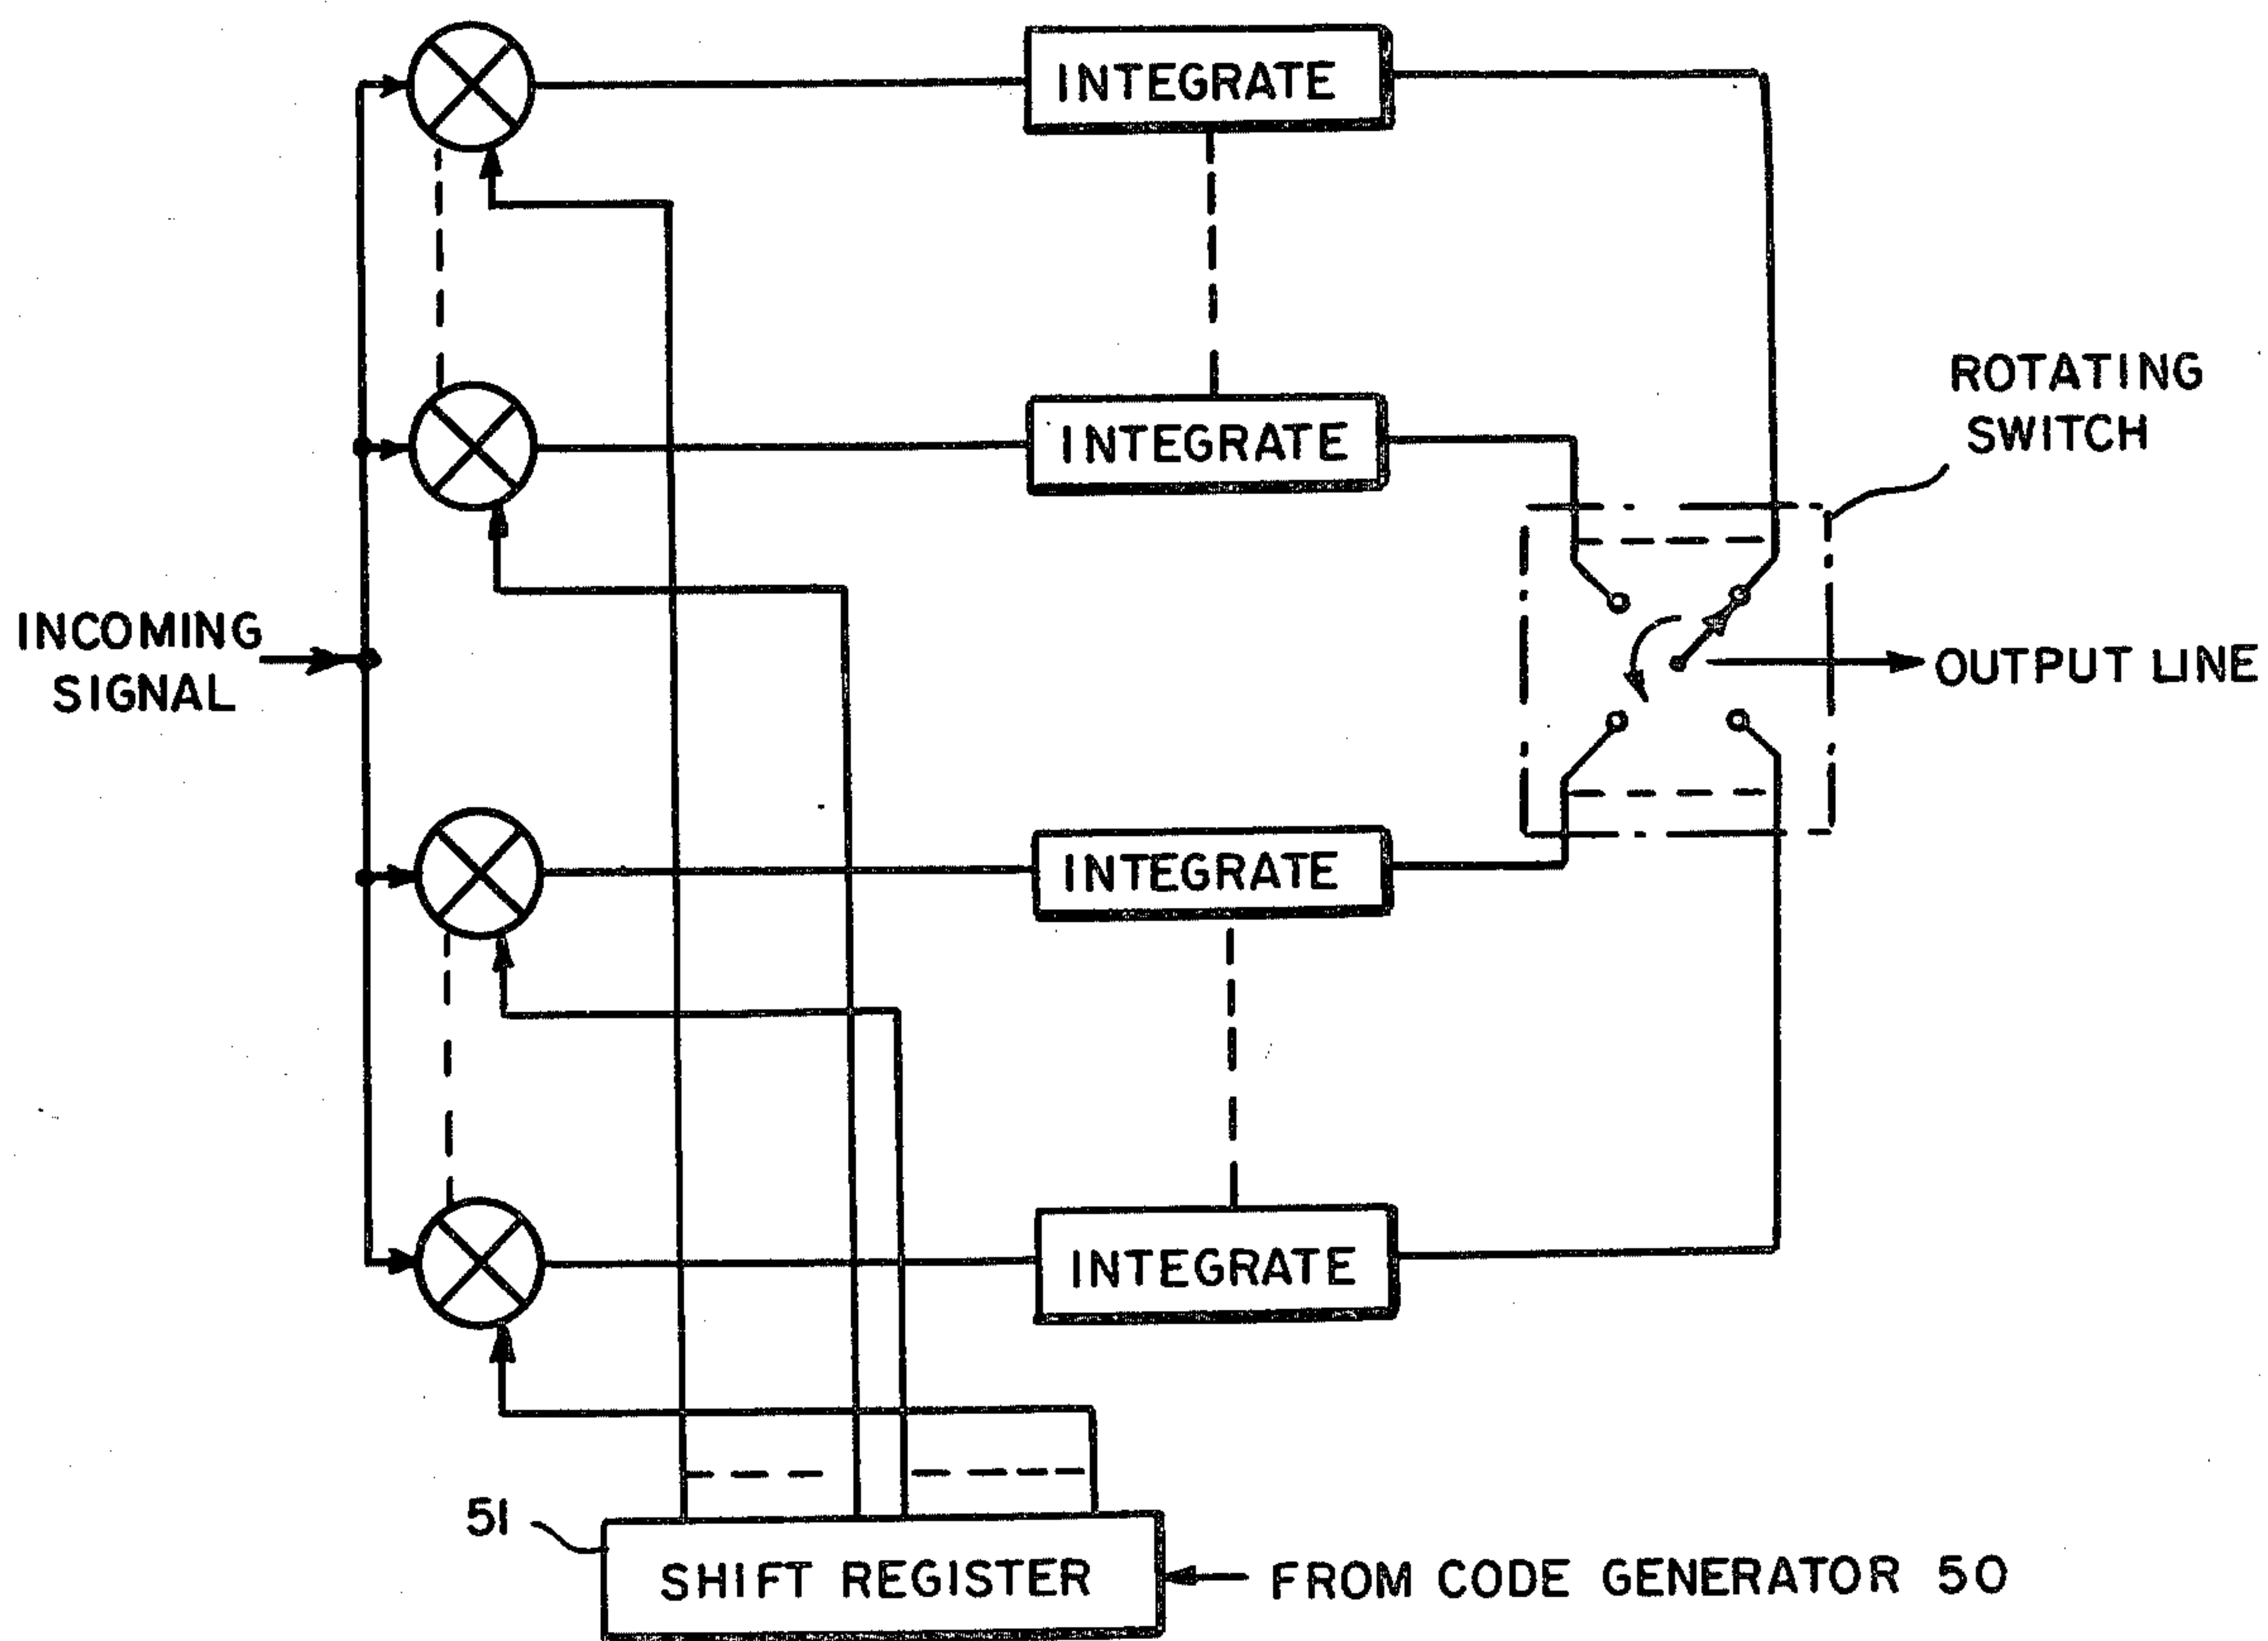 INTEGRATE
INTEGRATE
ROTATING
SWITCH
INCOMING
SIGNAL
OUTPUT LINE
INTEGRATE
INTEGRATE
51
SHIFT REGISTER
FROM CODE GENERATOR 50